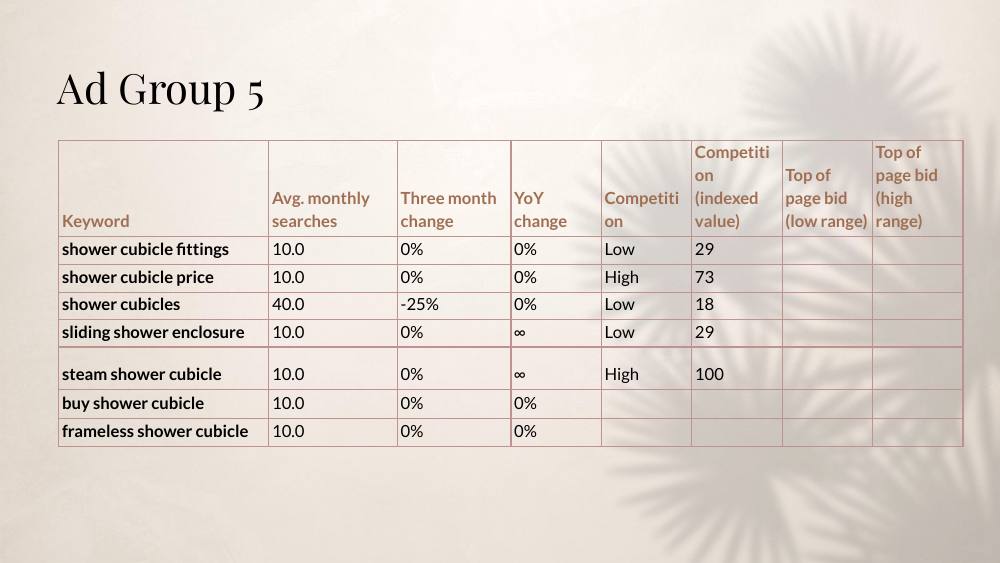 Ad Group 5
Keyword Avg. monthly searches Three month change YoY change Competiti on Competiti on (indexed value) Top of page bid (low range) Top of page bid (high range)
shower cubicle fittings 10.0 0% 0% Low 29
shower cubicle price 10.0 0% 0% High 73
shower cubicles 40.0 -25% 0% Low 18
sliding shower enclosure 10.0 0% ∞ Low 29
steam shower cubicle 10.0 0% ∞ High 100
buy shower cubicle 10.0 0% 0%
frameless shower cubicle 10.0 0% 0%